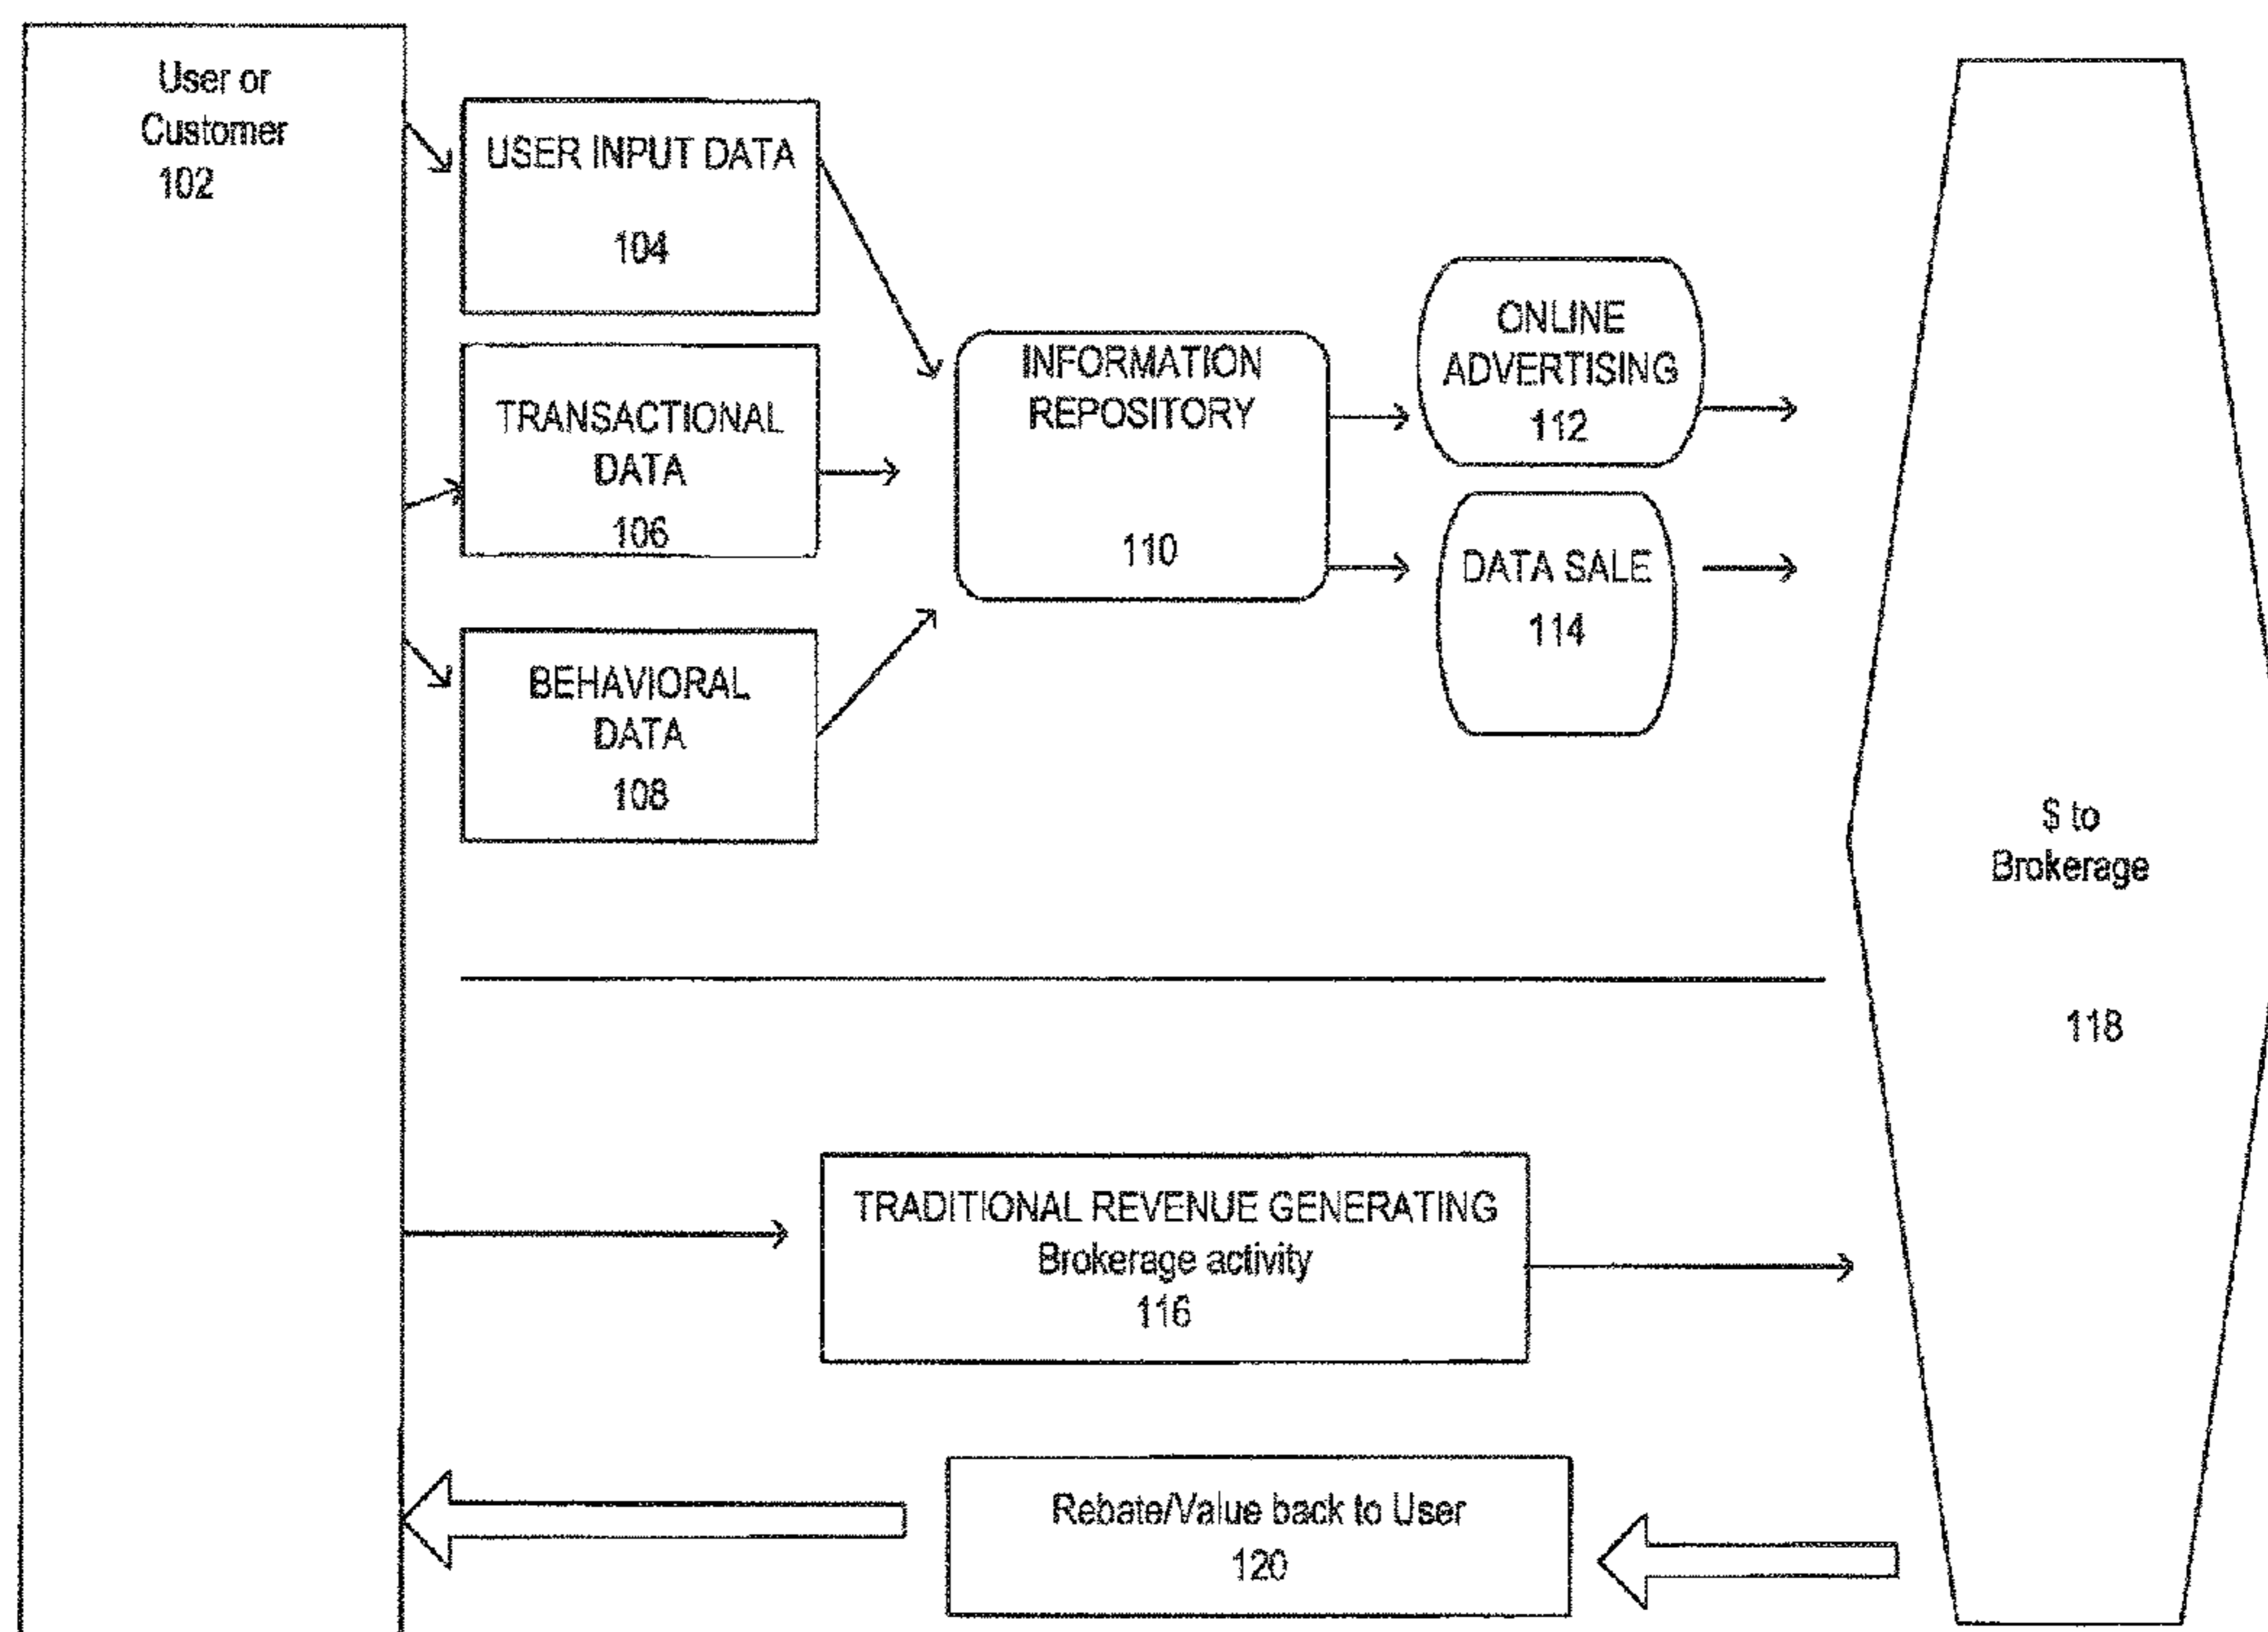 User or
Customer
102
USER INPUT DATA
104
TRANSACTIONAL
DATA
106
BEHAVIORAL
DATA
108
INFORMATION
REPOSITORY
110
ONLINE
ADVERTISING
112
DATA SALE
114
$ to
Brokerage
118
TRADITIONAL REVENUE GENERATING
Brokerage activity
116
Rebate/Value back to User
120